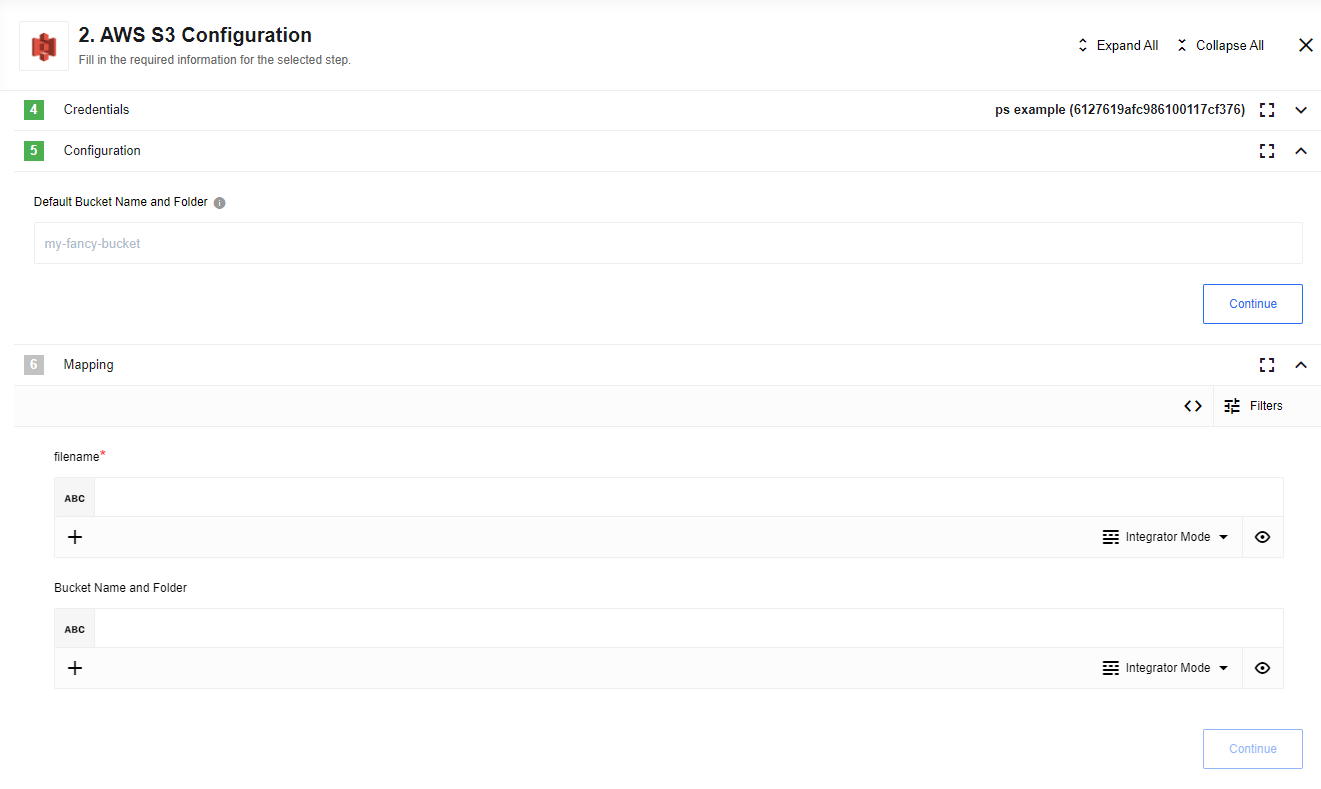 2. AWS S3 Configuration
Fill in the required information for the selected step.
Expand All
Collapse All
4 Credentials
ps example (6127619afc986100117cf376)
5 Configuration
Default Bucket Name and Folder
my-fancy-bucket
Continue
6 Mapping
Filters
filename*
ABC
Integrator Mode
Bucket Name and Folder
ABC
Integrator Mode
Continue